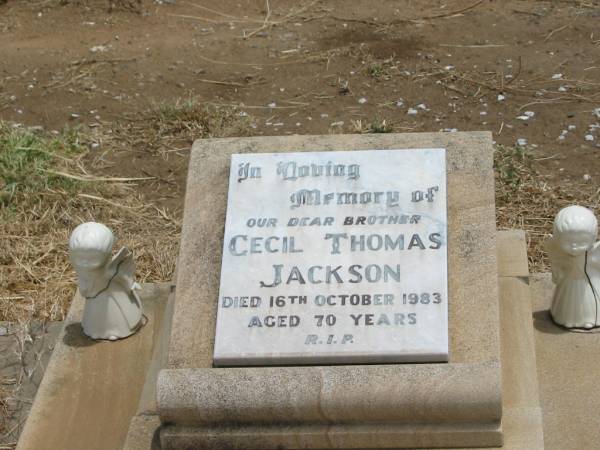 In Loving
Memory of
OUR DEAR BROTHER
CECIL THOMAS
JACKSON
DIED 16TH OCTOBER 1983
AGED 70 YEARS
R.I.P.